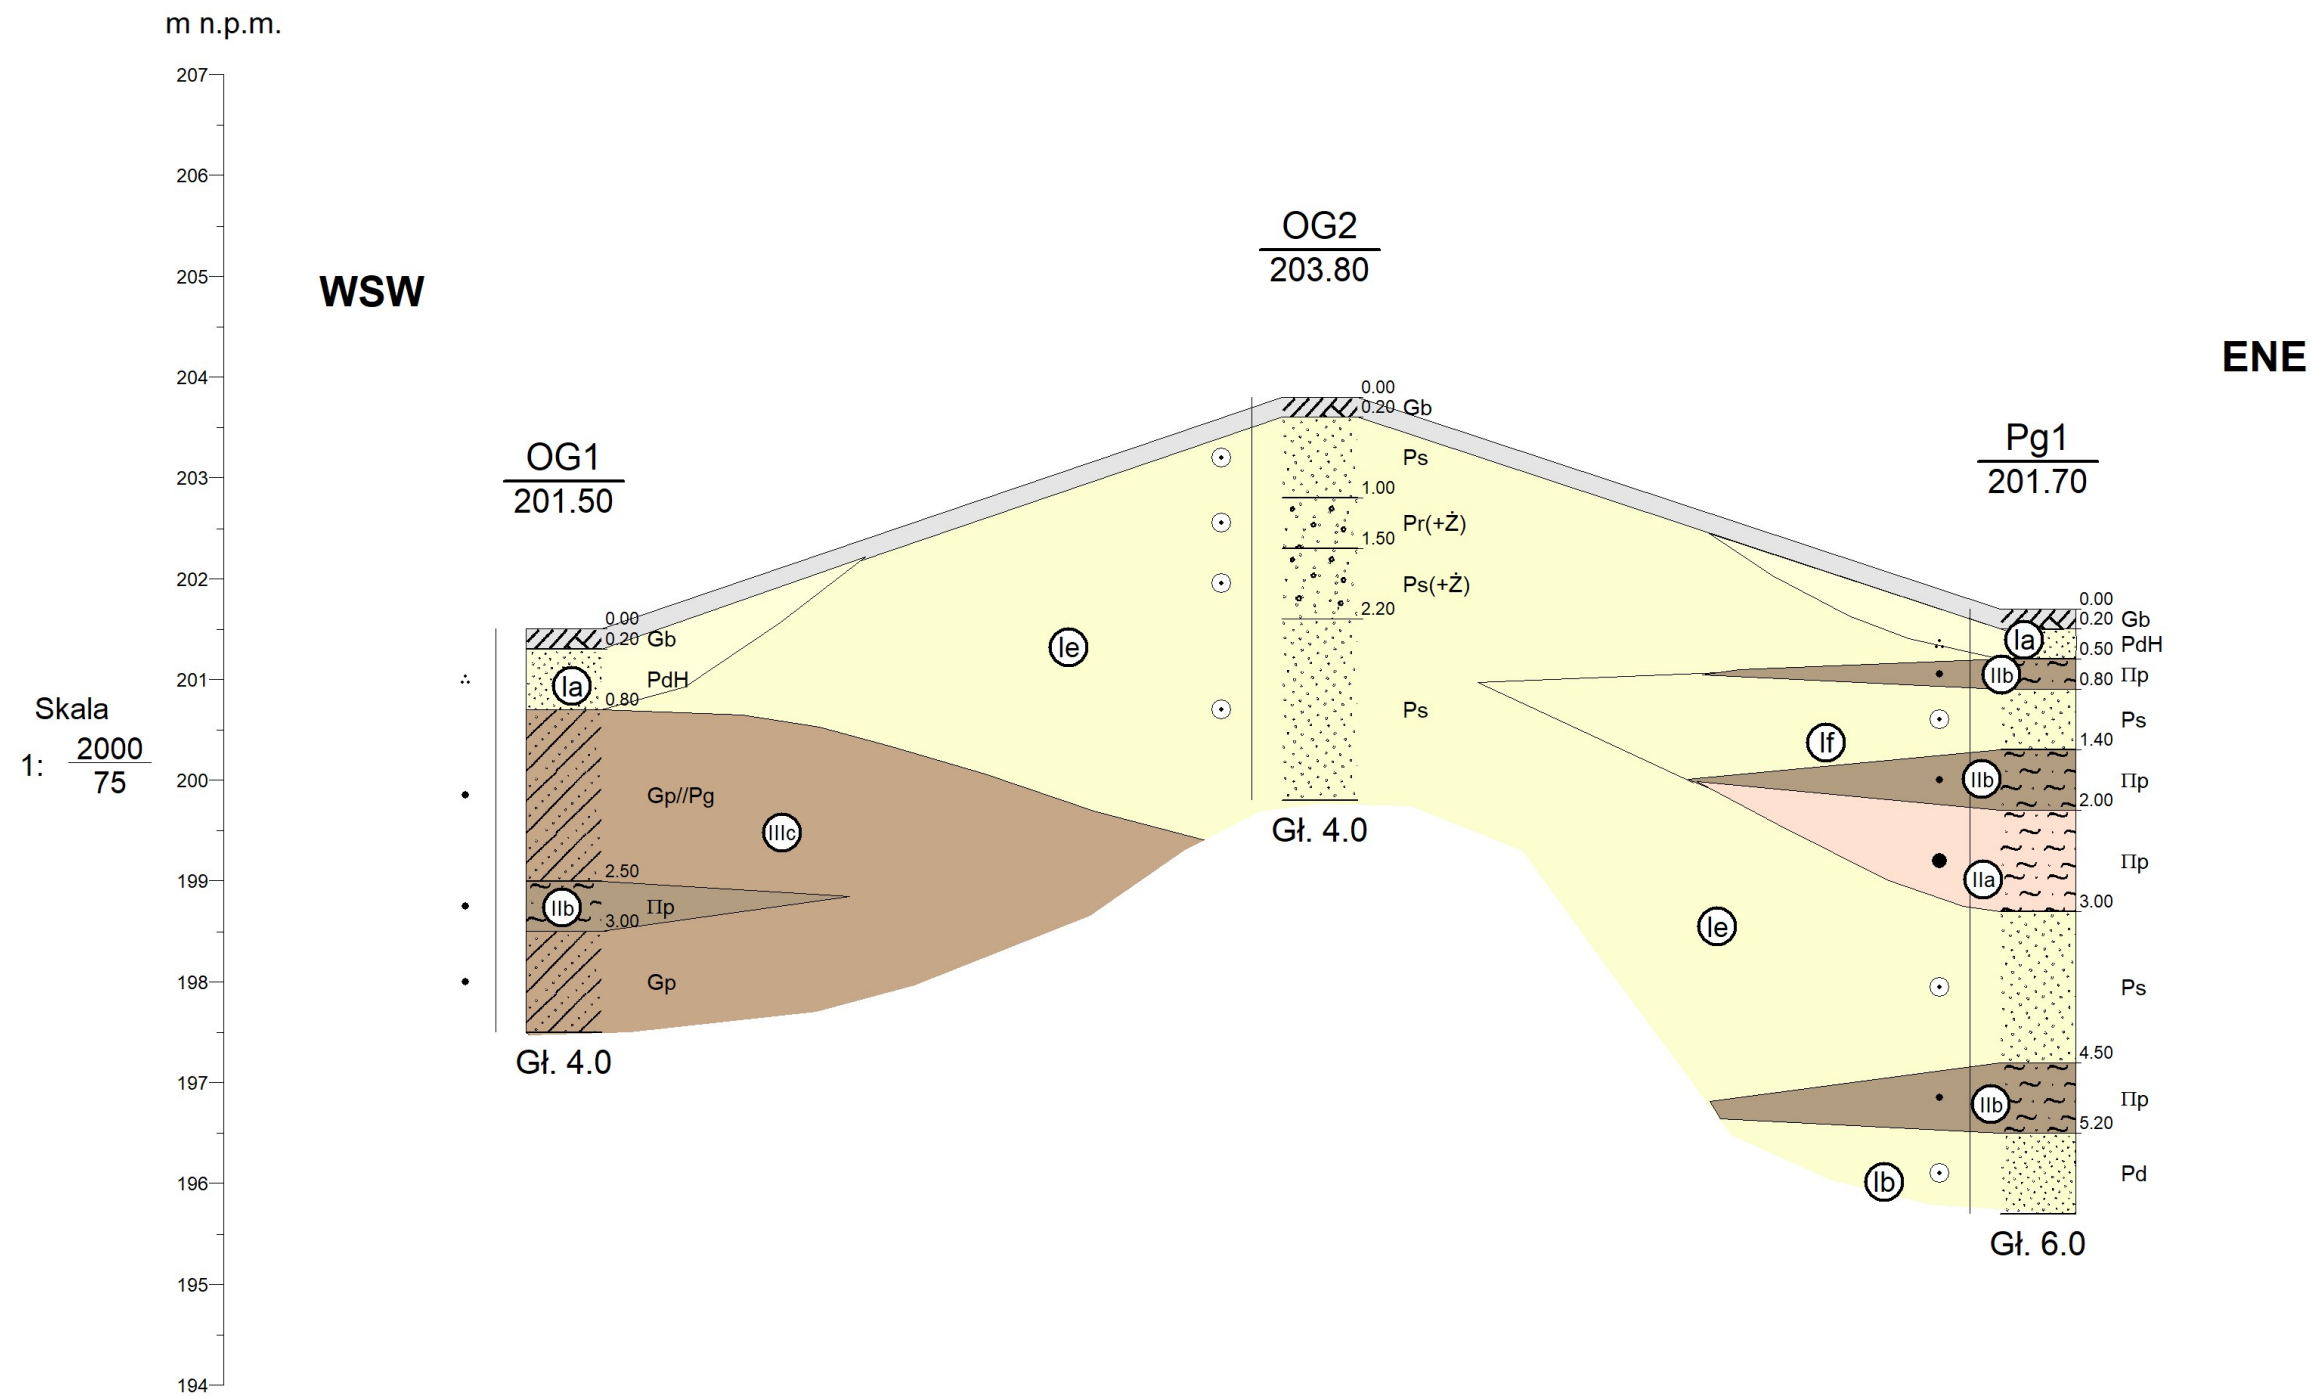 m n.p.m.
207
206
205
204
203
202
201
200
199
198
197
196
195
194
Skala
1: 2000
75
WSW
ENE
OG1
201.50
0.00
0.20 Gb
PdH
Ia
0.80
Gp//Pg
IIIc
2.50
IIb
Πp
3.00
Gp
Gł. 4.0
OG2
203.80
0.00
0.20 Gb
Ps
1.00
Pr(+Ż)
1.50
Ps(+Ż)
2.20
Ie
Ps
Gł. 4.0
Pg1
201.70
0.00
0.20 Gb
Ia
0.50 PdH
IIb
0.80 Πp
Ps
If
1.40
IIb
Πp
2.00
Πp
IIa
3.00
Ie
Ps
4.50
IIb
Πp
5.20
Ib
Pd
Gł. 6.0